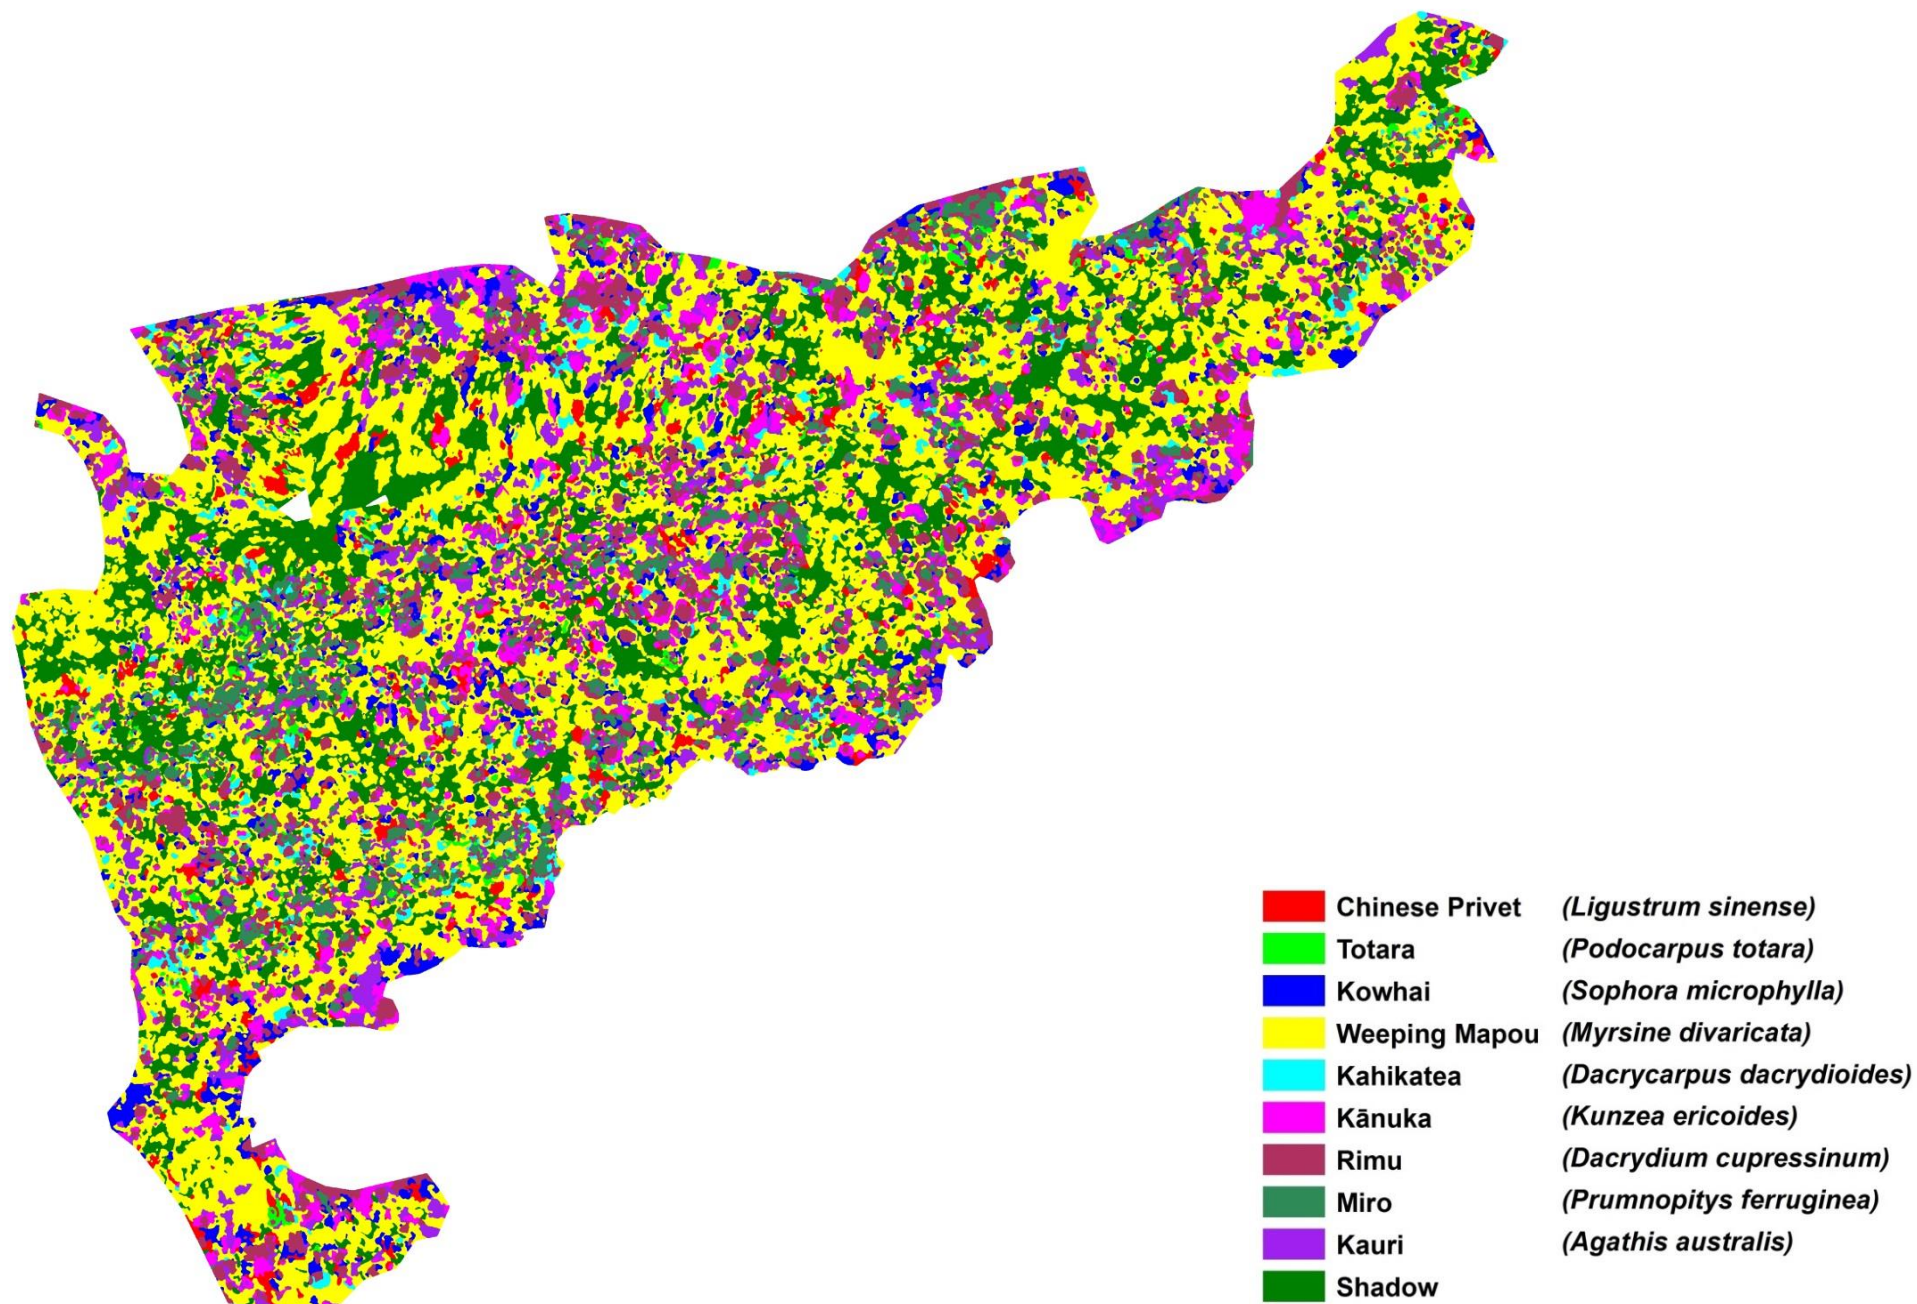 Chinese Privet (Ligustrum sinense)
Totara (Podocarpus totara)
Kowhai (Sophora microphylla)
Weeping Mapou (Myrsine divaricata)
Kahikatea (Dacrycarpus dacrydioides)
Kānuka (Kunzea ericoides)
Rimu (Dacrydium cupressinum)
Miro (Prumnopitys ferruginea)
Kauri (Agathis australis)
Shadow